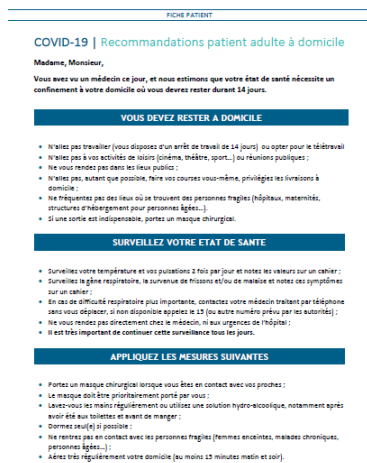 FICHE PATIENT
COVID-19 | Recommandations patient adulte à domicile
Madame, Monsieur,
Vous avez vu un médecin ce jour, et nous estimons que votre état de santé nécessite un
confinement à votre domicile où vous devrez rester durant 14 jours.
VOUS DEVEZ RESTER A DOMICILE
• N'allez pas travailler (vous disposez d'un arrêt de travail de 14 jours) ou opter pour le télétravail
• N'allez pas à vos activités de loisirs (cinéma, théâtre, sport…) ou réunions publiques ;
• Ne vous rendez pas dans les lieux publics ;
• N'allez pas, autant que possible, faire vos courses vous-même, privilégiez les livraisons à
domicile ;
• Ne fréquentez pas des lieux où se trouvent des personnes fragiles (hôpitaux, maternités,
structures d'hébergement pour personnes âgées…).
• Si une sortie est indispensable, portez un masque chirurgical.
SURVEILLEZ VOTRE ETAT DE SANTE
• Surveillez votre température et vos pulsations 2 fois par jour et notez les valeurs sur un cahier ;
• Surveillez la gêne respiratoire, la survenue de frissons et/ou de malaise et notez ces symptômes
sur un cahier ;
• En cas de difficulté respiratoire plus importante, contactez votre médecin traitant par téléphone
sans vous déplacer, si non disponible appelez le 15 (ou autre numéro prévu par les autorités) ;
• Ne vous rendez pas directement chez le médecin, ni aux urgences de l'hôpital ;
• Il est très important de continuer cette surveillance tous les jours.
APPLIQUEZ LES MESURES SUIVANTES
• Portez un masque chirurgical lorsque vous êtes en contact avec vos proches ;
• Le masque doit être prioritairement porté par vous ;
• Lavez-vous les mains régulièrement ou utilisez une solution hydro-alcoolique, notamment après
avoir été aux toilettes et avant de manger ;
• Dormez seul(e) si possible ;
• Ne rentrez pas en contact avec les personnes fragiles (femmes enceintes, malades chroniques,
personnes âgées…) ;
• Aérez très régulièrement votre domicile (au moins 15 minutes matin et soir).